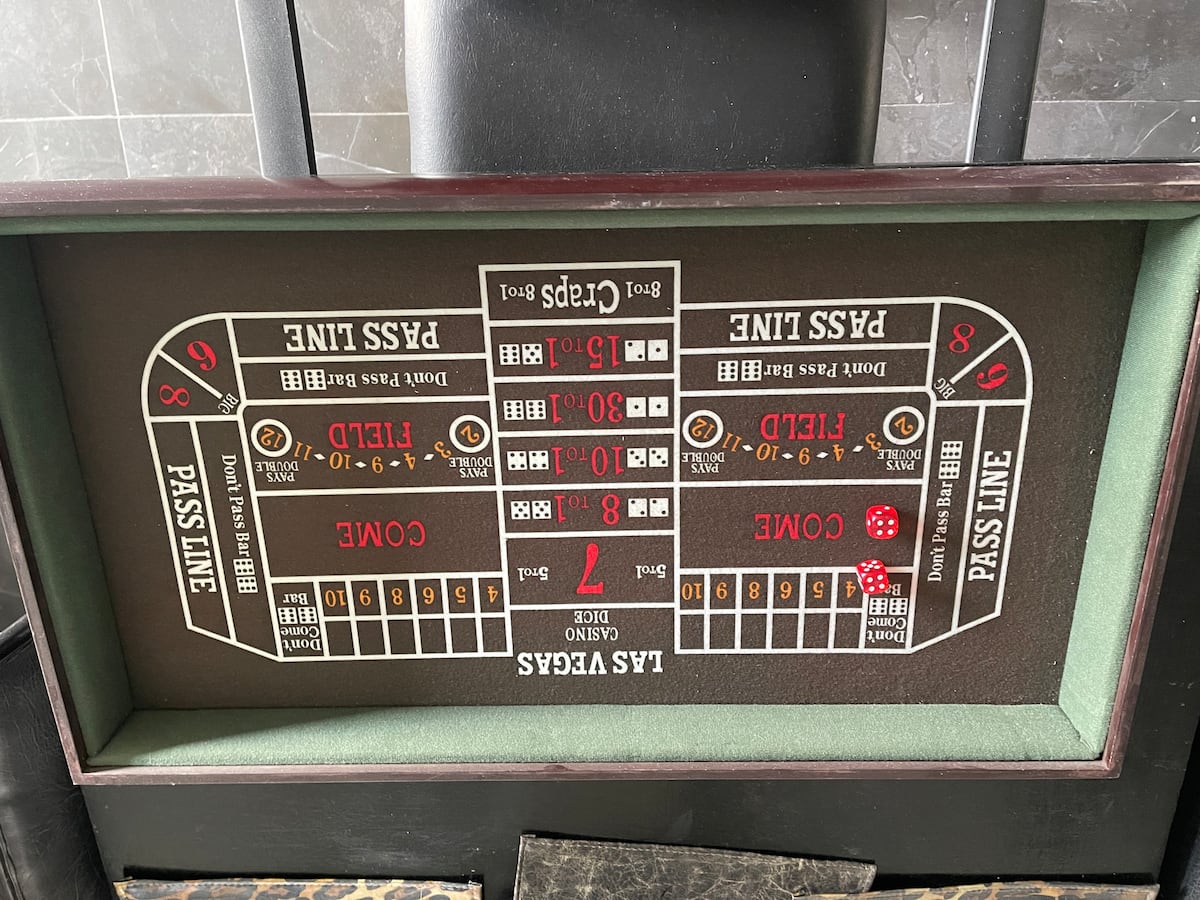 LAS VEGAS
CASINO
DICE
5 TO 1 7 5 TO 1
8 TO 1
10 TO 1
30 TO 1
15 TO 1
8 TO 1 Craps 8 TO 1
Don't
Come
Bar
4 5 6 8 9 10
COME
FIELD
2 · 3 · 4 · 9 · 10 · 11 · 12
PAYS
DOUBLE
PAYS
DOUBLE
Don't Pass Bar
PASS LINE
BIG
6
8
Don't Pass Bar
PASS LINE
Don't
Come
Bar
4 5 6 8 9 10
COME
FIELD
2 · 3 · 4 · 9 · 10 · 11 · 12
PAYS
DOUBLE
PAYS
DOUBLE
Don't Pass Bar
PASS LINE
BIG
6
8
Don't Pass Bar
PASS LINE